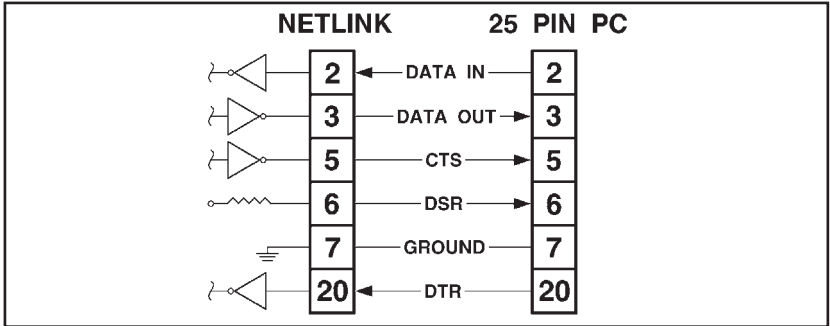 NETLINK 25 PIN PC
2 DATA IN 2
3 DATA OUT 3
5 CTS 5
6 DSR 6
7 GROUND 7
20 DTR 20